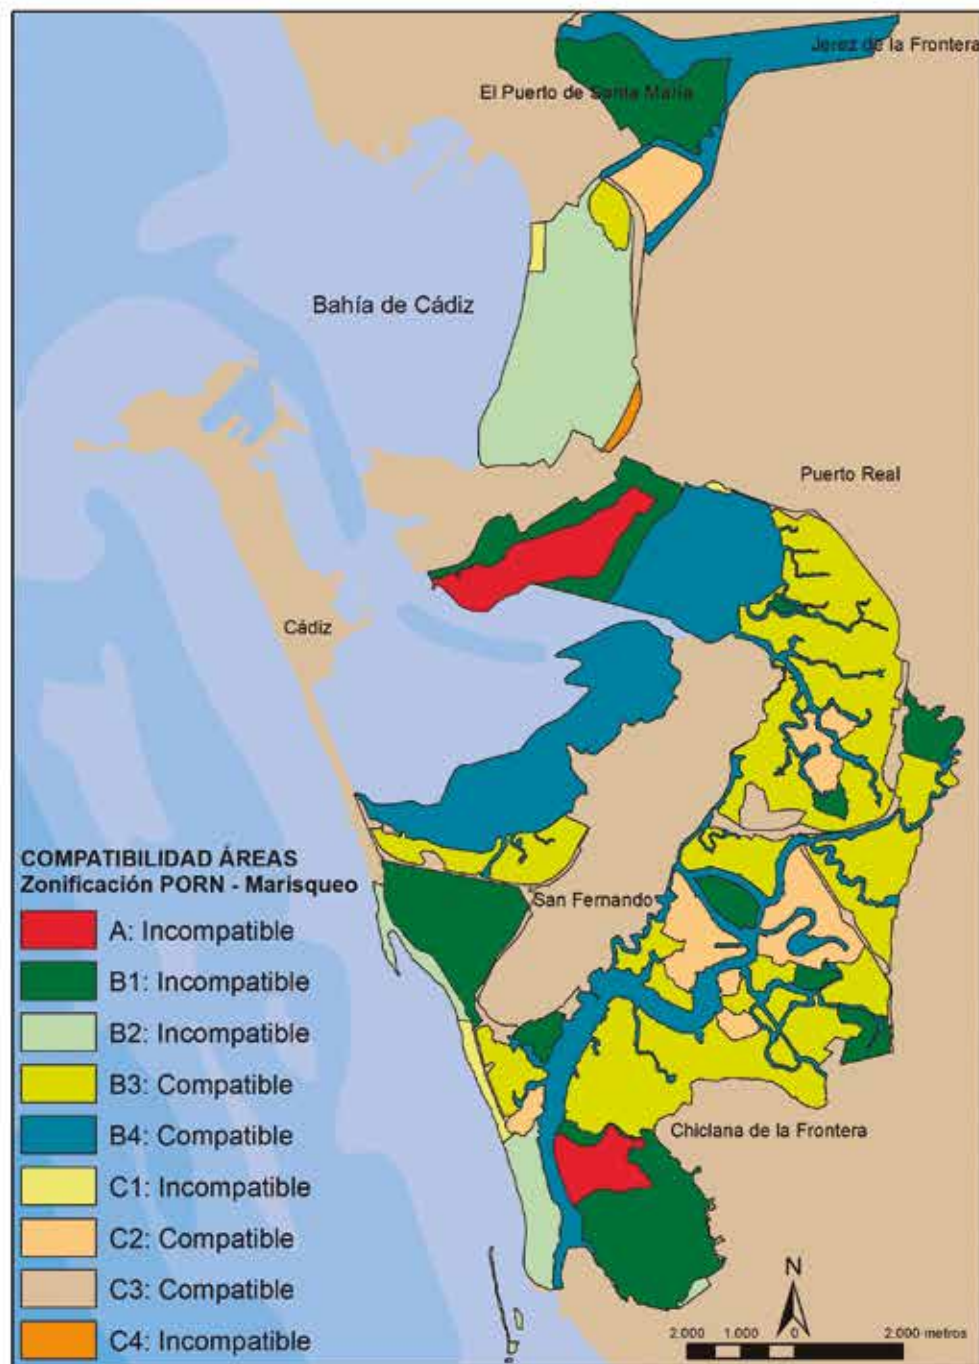 Jerez de la Frontera
El Puerto de Santa María
Bahía de Cádiz
Puerto Real
Cádiz
COMPATIBILIDAD ÁREAS
Zonificación PORN - Marisqueo
San Fernando
A: Incompatible
B1: Incompatible
B2: Incompatible
B3: Compatible
B4: Compatible
Chiclana de la Frontera
C1: Incompatible
C2: Compatible
C3: Compatible
C4: Incompatible
N
2.000 1.000 0 2.000 metros